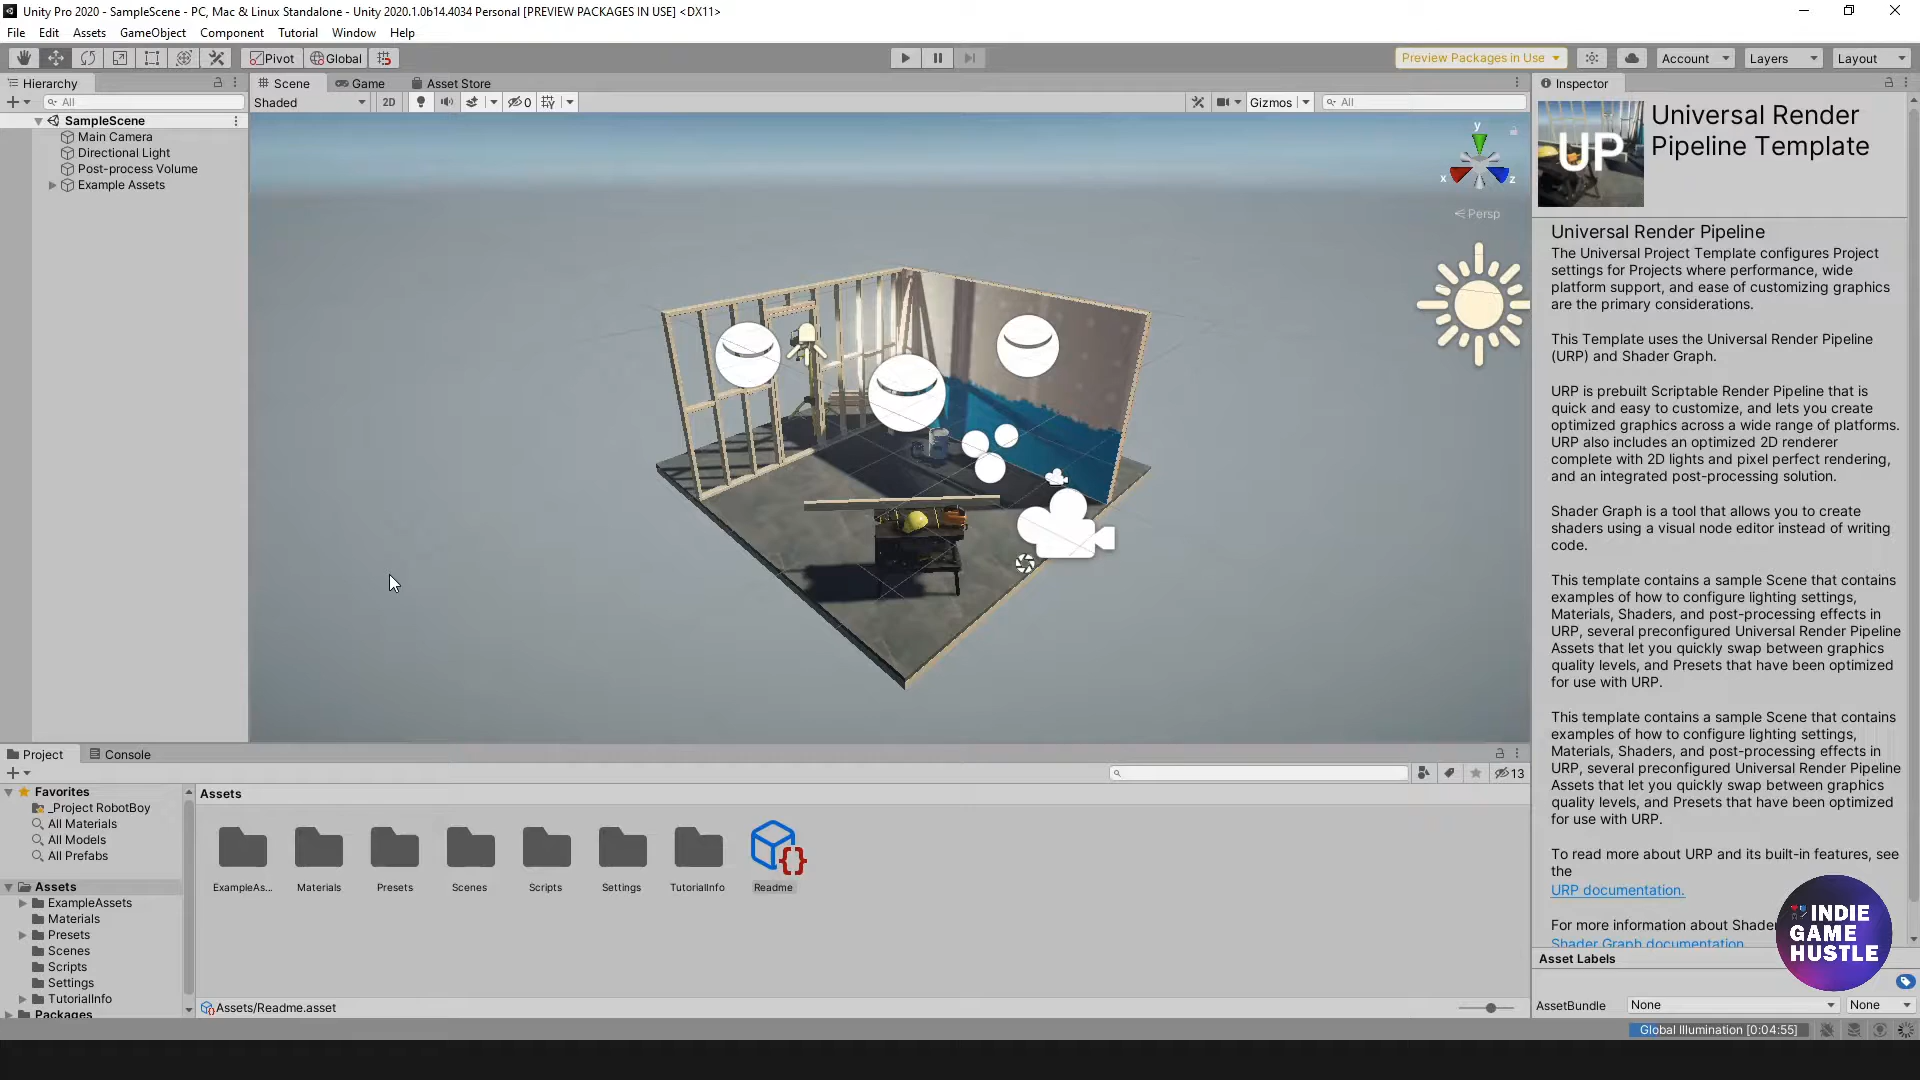 Unity Pro 2020 - SampleScene - PC, Mac & Linux Standalone - Unity 2020.1.0b14.4034 Personal [PREVIEW PACKAGES IN USE] <DX11>
File Edit Assets GameObject Component Tutorial Window Help
Pivot Global Preview Packages in Use Account Layers Layout
Hierarchy Scene Game Asset Store Inspector
All Shaded 2D 0 Gizmos All
SampleScene
Main Camera
Directional Light
Post-process Volume
Example Assets
y
x z
Persp
UP
Universal Render
Pipeline Template
Universal Render Pipeline
The Universal Project Template configures Project
settings for Projects where performance, wide
platform support, and ease of customizing graphics
are the primary considerations.
This Template uses the Universal Render Pipeline
(URP) and Shader Graph.
URP is prebuilt Scriptable Render Pipeline that is
quick and easy to customize, and lets you create
optimized graphics across a wide range of platforms.
URP also includes an optimized 2D renderer
complete with 2D lights and pixel perfect rendering,
and an integrated post-processing solution.
Shader Graph is a tool that allows you to create
shaders using a visual node editor instead of writing
code.
This template contains a sample Scene that contains
examples of how to configure lighting settings,
Materials, Shaders, and post-processing effects in
URP, several preconfigured Universal Render Pipeline
Assets that let you quickly swap between graphics
quality levels, and Presets that have been optimized
for use with URP.
This template contains a sample Scene that contains
examples of how to configure lighting settings,
Materials, Shaders, and post-processing effects in
URP, several preconfigured Universal Render Pipeline
Assets that let you quickly swap between graphics
quality levels, and Presets that have been optimized
for use with URP.
To read more about URP and its built-in features, see
the
URP documentation.
For more information about Shader
Shader Graph documentation
INDIE
GAME
HUSTLE
Asset Labels
AssetBundle None None
Project Console
13
Favorites
_Project RobotBoy
All Materials
All Models
All Prefabs
Assets
ExampleAssets
Materials
Presets
Scenes
Scripts
Settings
TutorialInfo
Packages
Assets
ExampleAs... Materials Presets Scenes Scripts Settings TutorialInfo Readme
Assets/Readme.asset
Global Illumination [0:04:55]